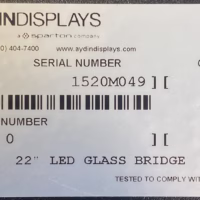 INDISPLAYS
a sparton company
) 404-7400 www.aydindisplays.com
SERIAL NUMBER
1520M049 ] [
NUMBER
0 ] [
22" LED GLASS BRIDGE
TESTED TO COMPLY WI